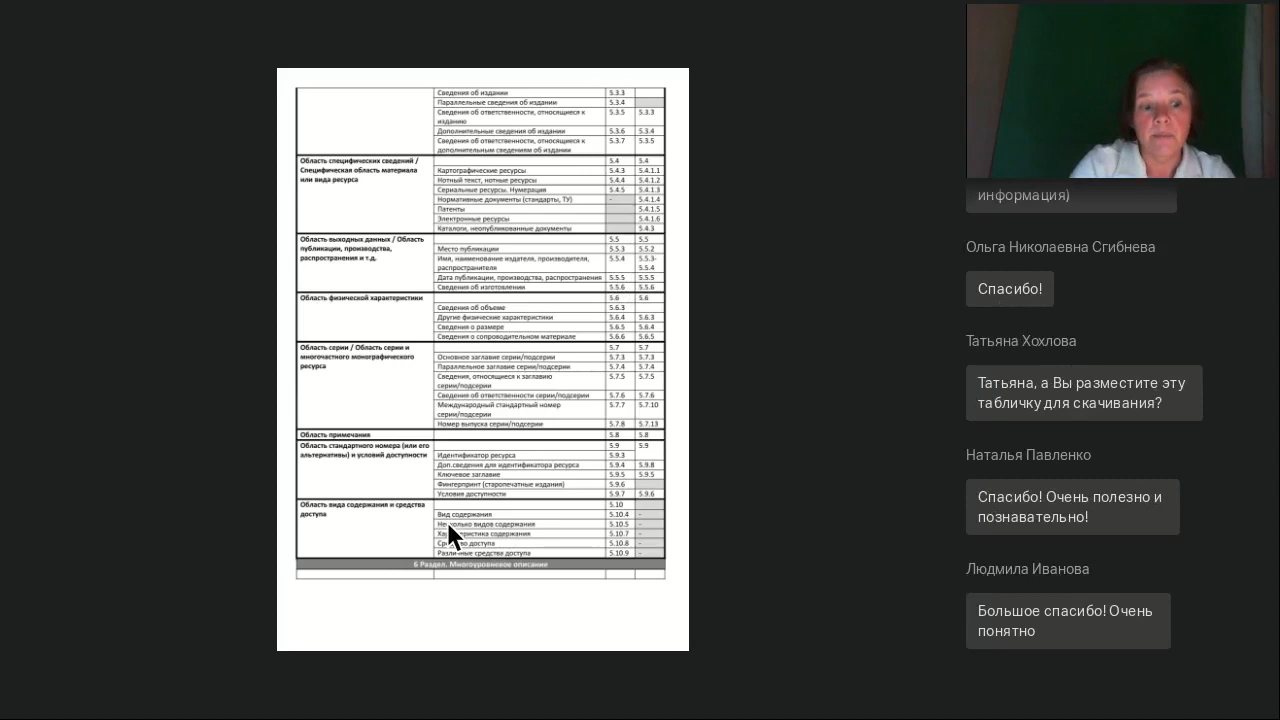 Сведения об издании 5.3.3
Параллельные сведения об издании 5.3.4
Сведения об ответственности, относящиеся к 5.3.5 5.3.3
изданию
Дополнительные сведения об издании 5.3.6 5.3.4
Сведения об ответственности, относящиеся к 5.3.7 5.3.5
дополнительным сведениям об издании
Область специфических сведений / 5.4 5.4
Специфическая область материала Картографические ресурсы 5.4.3 5.4.1.1
или вида ресурса Нотный текст, нотные ресурсы 5.4.4 5.4.1.2
Сериальные ресурсы. Нумерация 5.4.5 5.4.1.3
Нормативные документы (стандарты, ТУ) - 5.4.1.4
Патенты 5.4.1.5
Электронные ресурсы 5.4.1.6
Каталоги, неопубликованные документы 5.4.3
Область выходных данных / Область 5.5 5.5
публикации, производства, Место публикации 5.5.3 5.5.2
распространения и т.д. Имя, наименование издателя, производителя, 5.5.4 5.5.3-
распространителя 5.5.4
Дата публикации, производства, распространения 5.5.5 5.5.5
Сведения об изготовлении 5.5.6 5.5.6
Область физической характеристики 5.6 5.6
Сведения об объеме 5.6.3
Другие физические характеристики 5.6.4 5.6.3
Сведения о размере 5.6.5 5.6.4
Сведения о сопроводительном материале 5.6.6 5.6.5
Область серии / Область серии и 5.7 5.7
многочастного монографического Основное заглавие серии/подсерии 5.7.3 5.7.3
ресурса Параллельное заглавие серии/подсерии 5.7.4 5.7.4
Сведения, относящиеся к заглавию 5.7.5 5.7.5
серии/подсерии
Сведения об ответственности серии/подсерии 5.7.6 5.7.6
Международный стандартный номер 5.7.7 5.7.10
серии/подсерии
Номер выпуска серии/подсерии 5.7.8 5.7.13
Область примечания 5.8 5.8
Область стандартного номера (или его 5.9 5.9
альтернативы) и условий доступности Идентификатор ресурса 5.9.3
Доп.сведения для идентификатора ресурса 5.9.4 5.9.8
Ключевое заглавие 5.9.5 5.9.5
Фингерпринт (старопечатные издания) 5.9.6
Условия доступности 5.9.7 5.9.6
Область вида содержания и средства 5.10
доступа Вид содержания 5.10.4 -
видов содержания 5.10.5 -
содержания 5.10.7 -
доступа 5.10.8 -
Различные средства доступа 5.10.9 -
6 Раздел. Многоуровневое описание
информация)
Ольга Николаевна Сгибнева
Спасибо!
Татьяна Хохлова
Татьяна, а Вы разместите эту
табличку для скачивания?
Наталья Павленко
Спасибо! Очень полезно и
познавательно!
Людмила Иванова
Большое спасибо! Очень
понятно